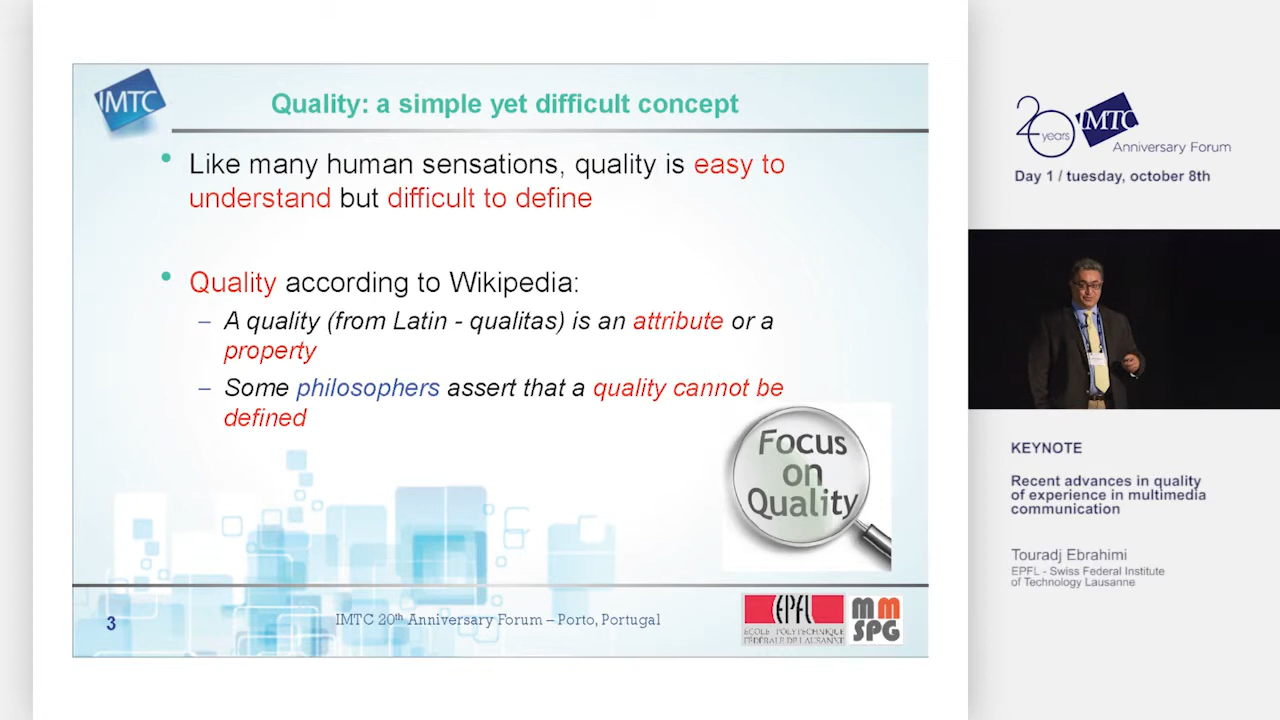 IMTC
Quality: a simple yet difficult concept
• Like many human sensations, quality is easy to
understand but difficult to define
• Quality according to Wikipedia:
– A quality (from Latin - qualitas) is an attribute or a
property
– Some philosophers assert that a quality cannot be
defined
Focus
on
Quality
3
IMTC 20th Anniversary Forum – Porto, Portugal
EPFL
ÉCOLE POLYTECHNIQUE
FÉDÉRALE DE LAUSANNE
MM
SPG
20 years IMTC
Anniversary Forum
Day 1 / tuesday, october 8th
KEYNOTE
Recent advances in quality
of experience in multimedia
communication
Touradj Ebrahimi
EPFL - Swiss Federal Institute
of Technology Lausanne